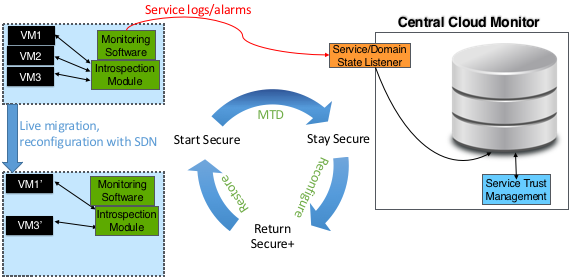 Service logs/alarms
VM1
VM2
VM3
Monitoring
Software
Introspection
Module
Central Cloud Monitor
Service/Domain
State Listener
Live migration,
reconfiguration with SDN
MTD
Start Secure
Stay Secure
Restore
Reconfigure
Return
Secure+
VM1'
VM3'
Monitoring
Software
Introspection
Module
Service Trust
Management